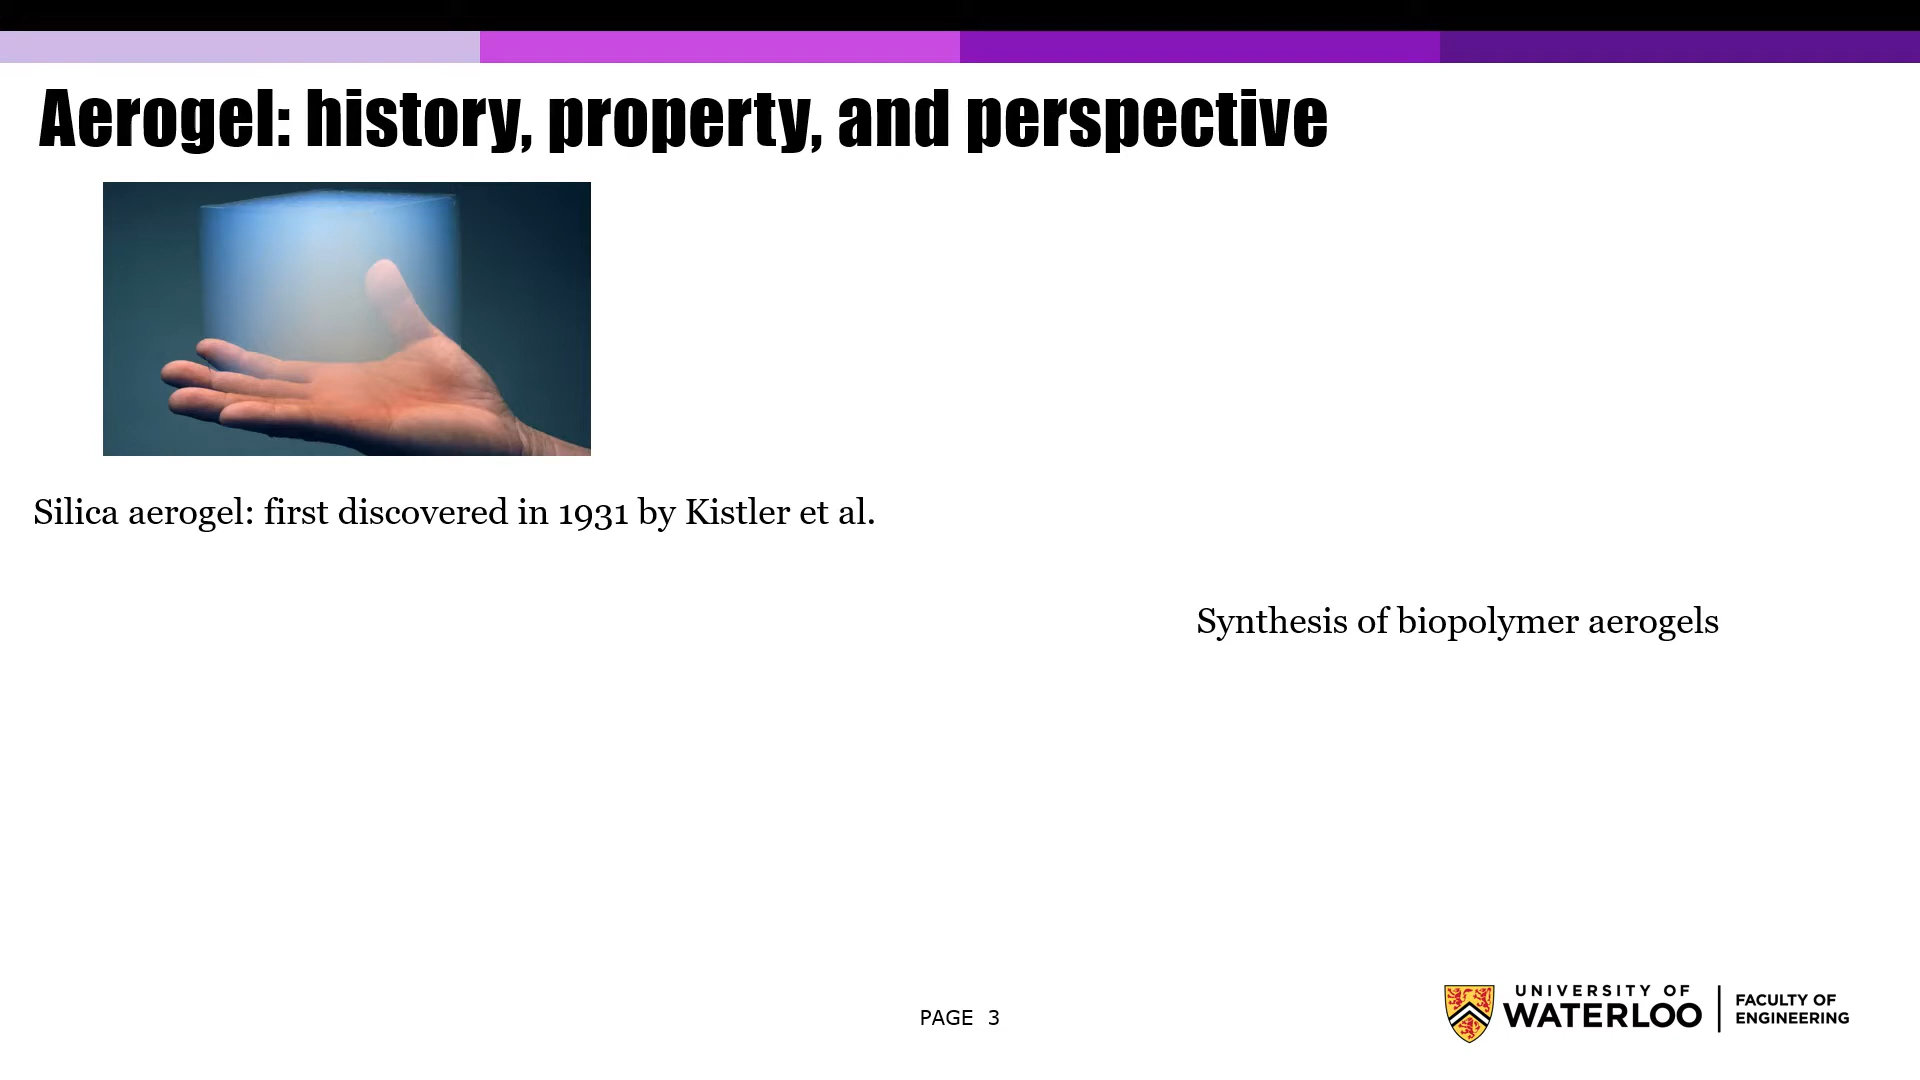 Aerogel: history, property, and perspective
Silica aerogel: first discovered in 1931 by Kistler et al.
Synthesis of biopolymer aerogels
PAGE 3
UNIVERSITY OF
WATERLOO
FACULTY OF
ENGINEERING